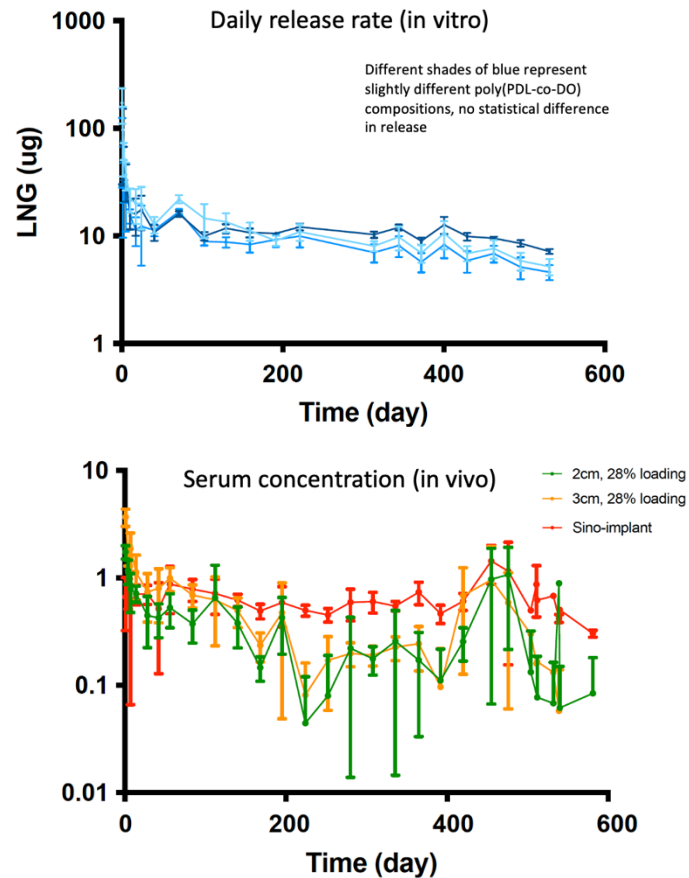 Daily release rate (in vitro)
1000
100
10
1
LNG (ug)
Different shades of blue represent
slightly different poly(PDL-co-DO)
compositions, no statistical difference
in release
0
200
400
600
Time (day)
Serum concentration (in vivo)
10
1
0.1
0.01
2cm, 28% loading
3cm, 28% loading
Sino-implant
0
200
400
600
Time (day)